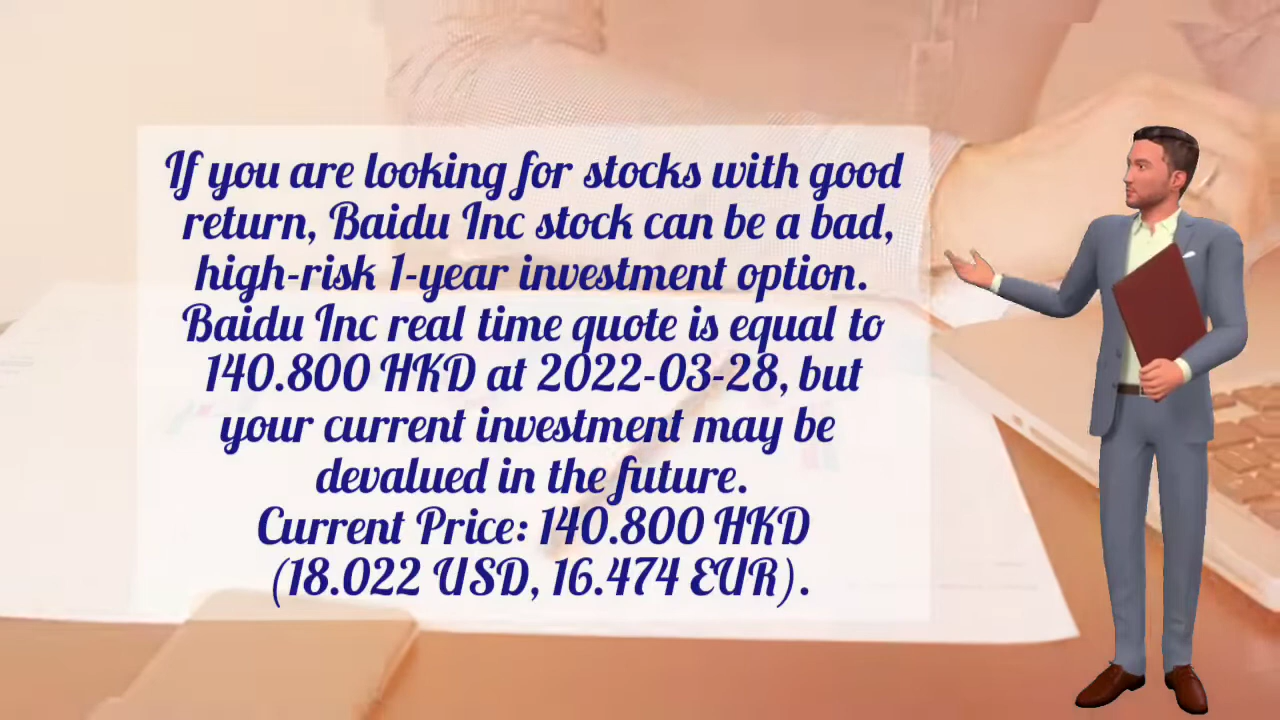 If you are looking for stocks with good
return, Baidu Inc stock can be a bad,
high-risk 1-year investment option.
Baidu Inc real time quote is equal to
140.800 HKD at 2022-03-28, but
your current investment may be
devalued in the future.
Current Price: 140.800 HKD
(18.022 USD, 16.474 EUR).